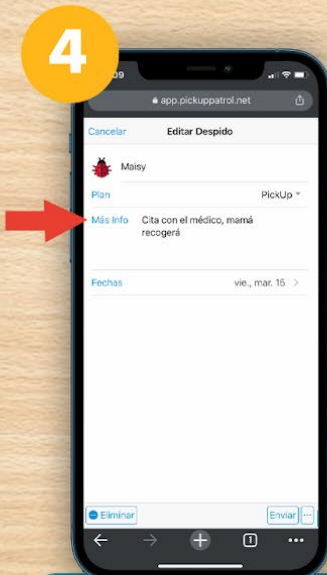 4
09
app.pickuppatrol.net
Cancelar Editar Despido
Maisy
Plan PickUp
Más Info Cita con el médico, mamá
recogerá
Fechas vie., mar. 15 >
Eliminar Enviar ...
1 ...